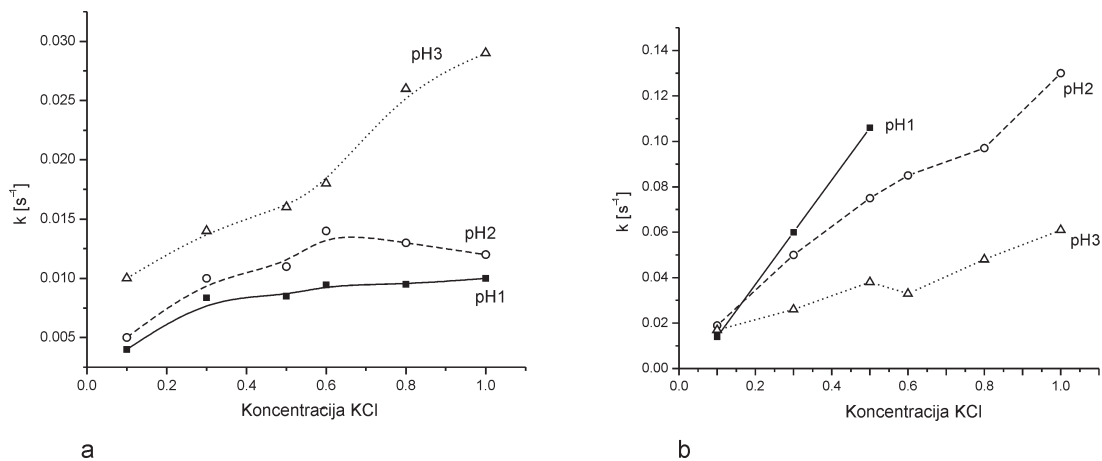 0.030
0.025
0.020
0.015
0.010
0.005
k [s⁻¹]
pH3
pH2
pH1
0.0 0.2 0.4 0.6 0.8 1.0
Koncentracija KCl
a
0.14
0.12
0.10
0.08
0.06
0.04
0.02
0.00
k [s⁻¹]
pH1
pH2
pH3
0.0 0.2 0.4 0.6 0.8 1.0
Koncentracija KCl
b